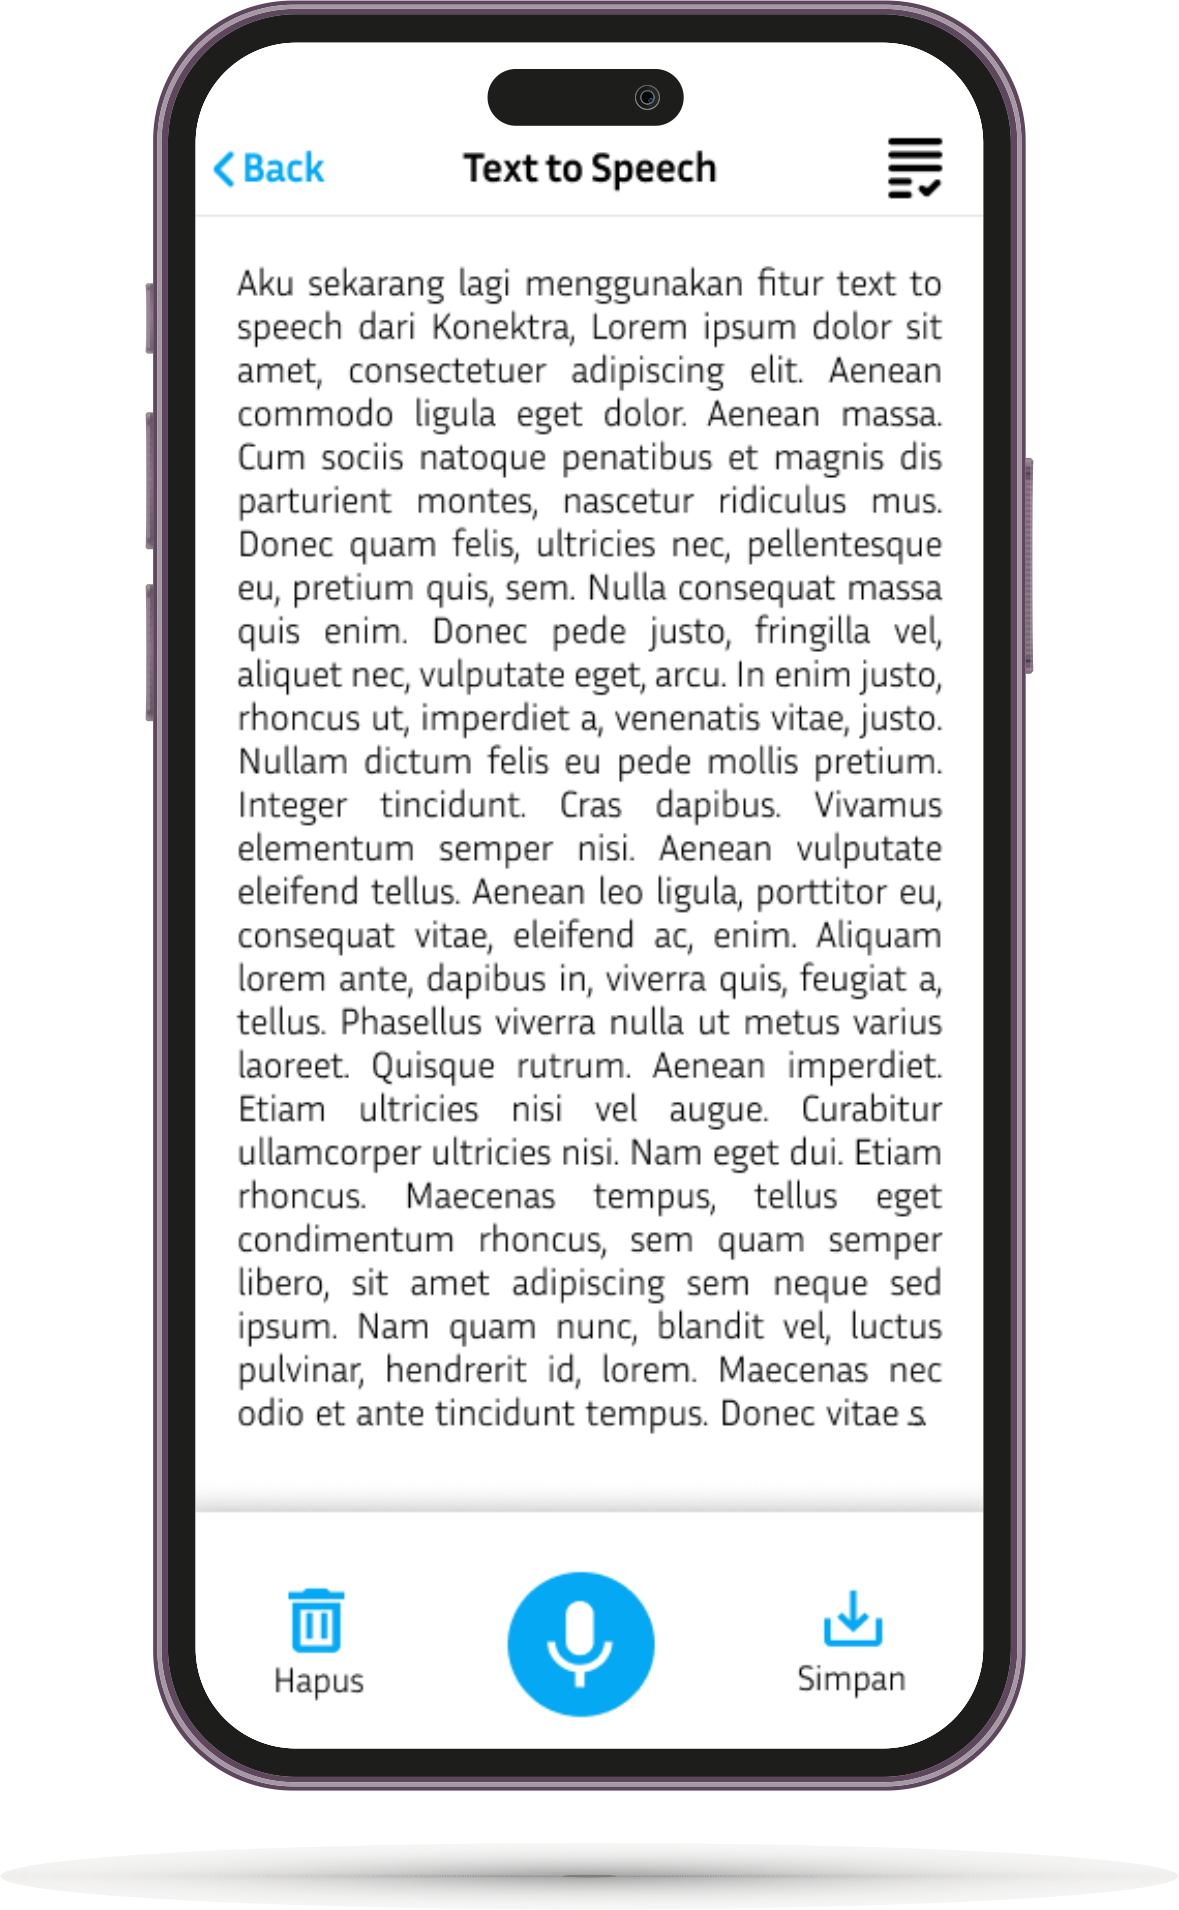 Back
Text to Speech
Aku sekarang lagi menggunakan fitur text to
speech dari Konektra, Lorem ipsum dolor sit
amet, consectetuer adipiscing elit. Aenean
commodo ligula eget dolor. Aenean massa.
Cum sociis natoque penatibus et magnis dis
parturient montes, nascetur ridiculus mus.
Donec quam felis, ultricies nec, pellentesque
eu, pretium quis, sem. Nulla consequat massa
quis enim. Donec pede justo, fringilla vel,
aliquet nec, vulputate eget, arcu. In enim justo,
rhoncus ut, imperdiet a, venenatis vitae, justo.
Nullam dictum felis eu pede mollis pretium.
Integer tincidunt. Cras dapibus. Vivamus
elementum semper nisi. Aenean vulputate
eleifend tellus. Aenean leo ligula, porttitor eu,
consequat vitae, eleifend ac, enim. Aliquam
lorem ante, dapibus in, viverra quis, feugiat a,
tellus. Phasellus viverra nulla ut metus varius
laoreet. Quisque rutrum. Aenean imperdiet.
Etiam ultricies nisi vel augue. Curabitur
ullamcorper ultricies nisi. Nam eget dui. Etiam
rhoncus. Maecenas tempus, tellus eget
condimentum rhoncus, sem quam semper
libero, sit amet adipiscing sem neque sed
ipsum. Nam quam nunc, blandit vel, luctus
pulvinar, hendrerit id, lorem. Maecenas nec
odio et ante tincidunt tempus. Donec vitae s
Hapus
Simpan